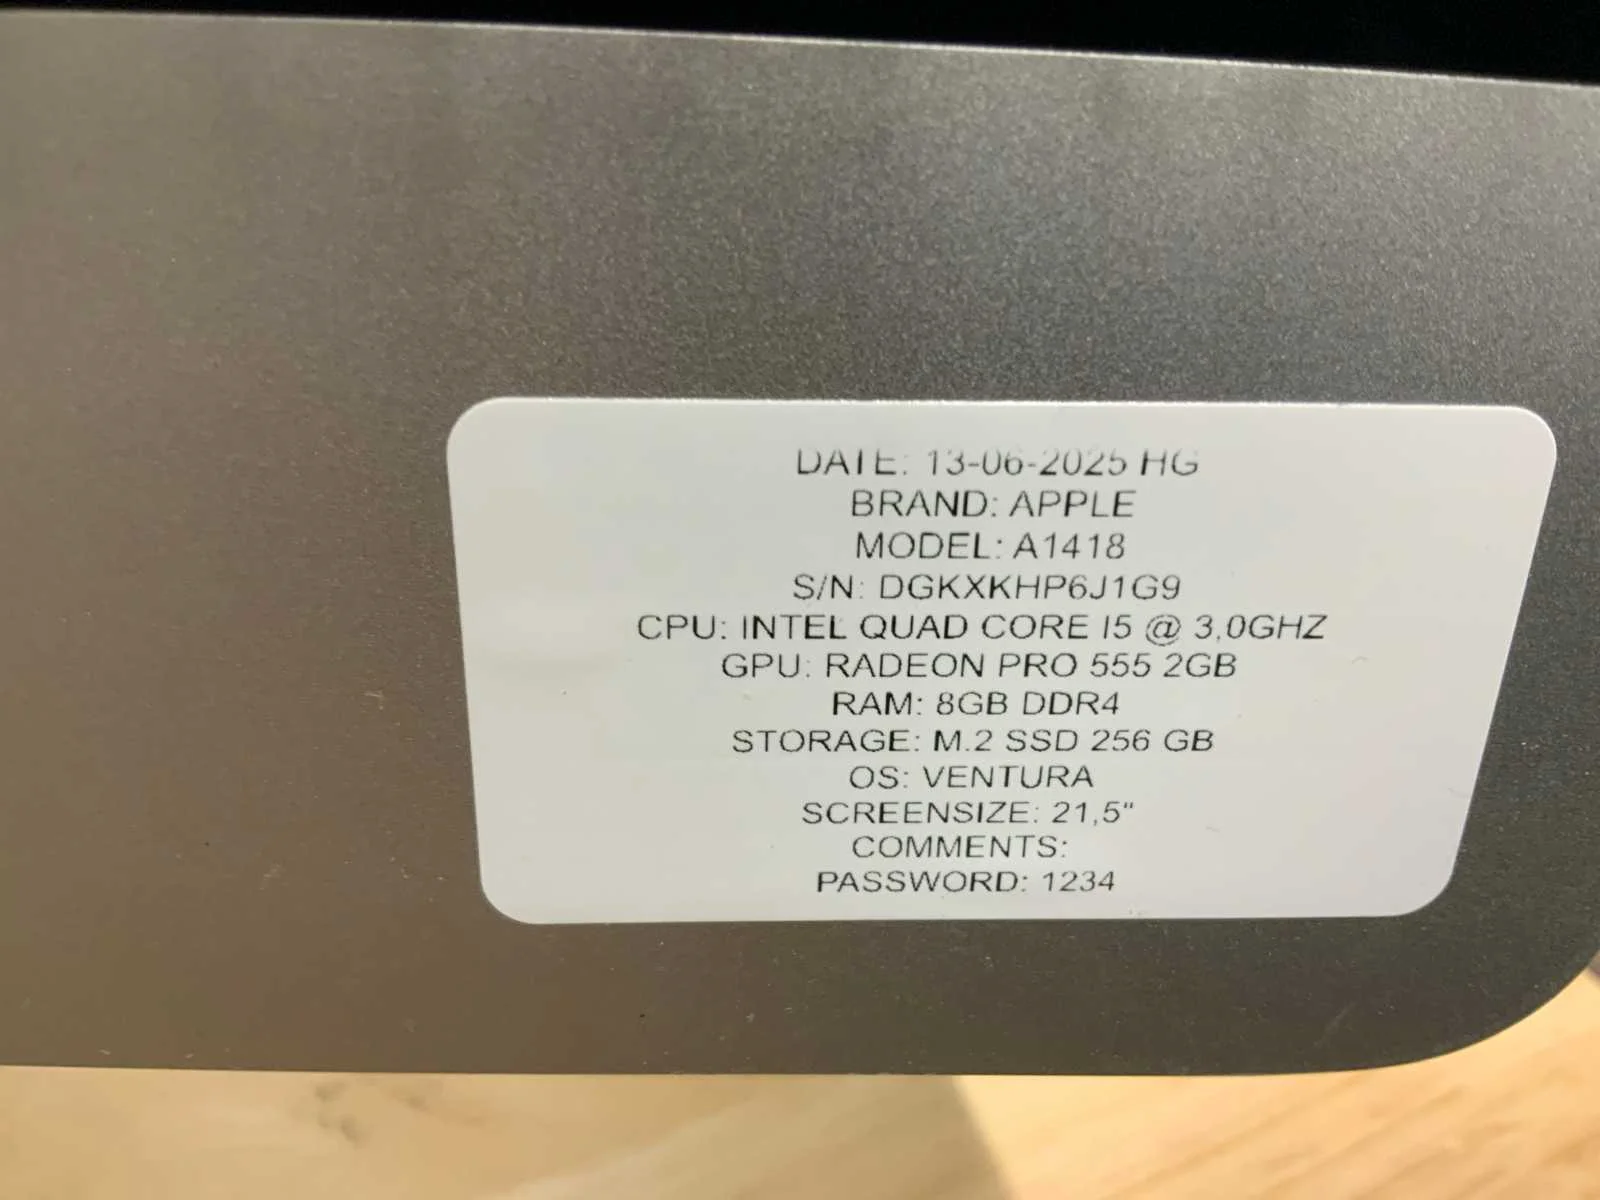 DATE: 13-06-2025 HG
BRAND: APPLE
MODEL: A1418
S/N: DGKXKHP6J1G9
CPU: INTEL QUAD CORE I5 @ 3,0GHZ
GPU: RADEON PRO 555 2GB
RAM: 8GB DDR4
STORAGE: M.2 SSD 256 GB
OS: VENTURA
SCREENSIZE: 21,5"
COMMENTS:
PASSWORD: 1234